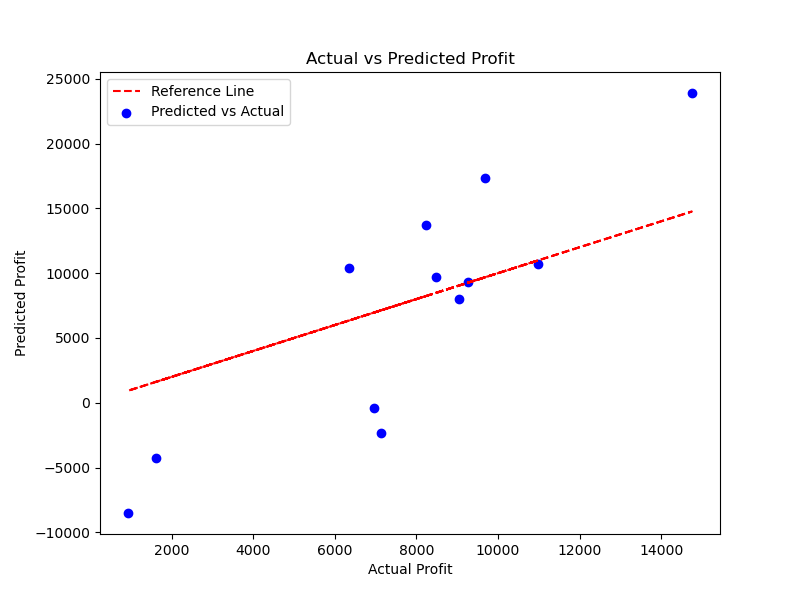 Actual vs Predicted Profit
Reference Line
Predicted vs Actual
25000
20000
15000
10000
5000
0
−5000
−10000
Predicted Profit
2000 4000 6000 8000 10000 12000 14000
Actual Profit